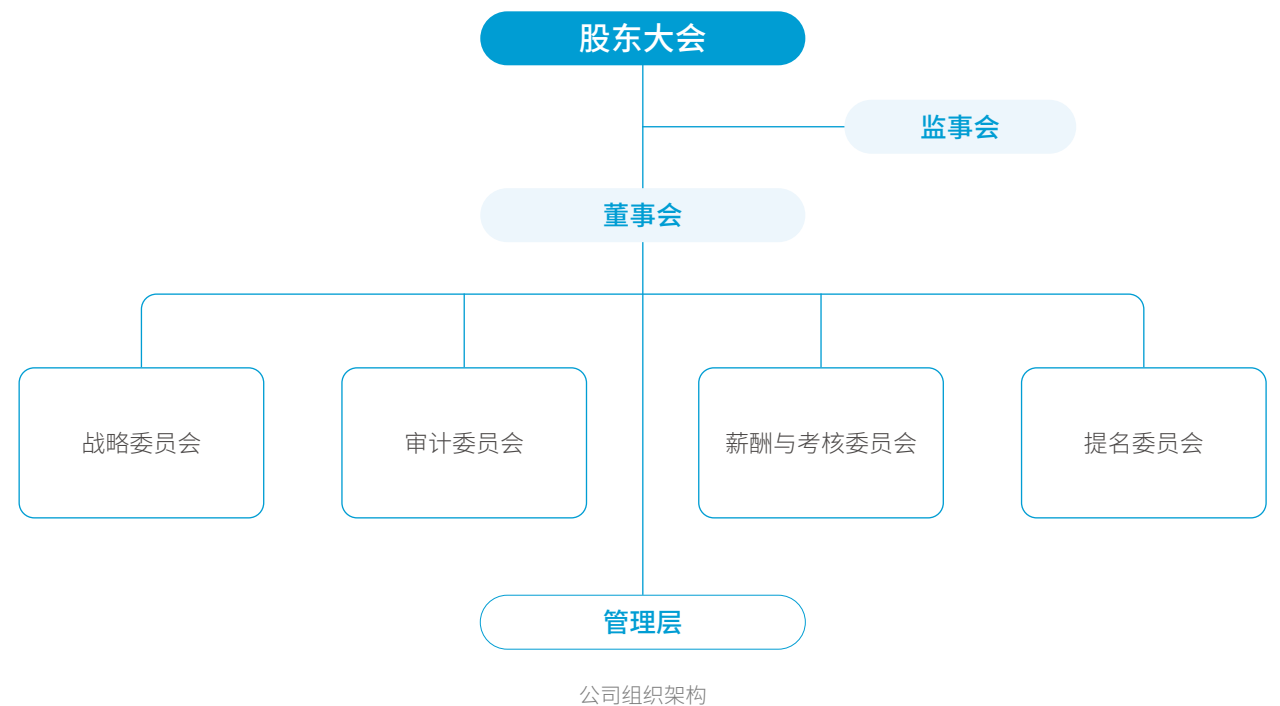 股东大会
监事会
董事会
战略委员会
审计委员会
薪酬与考核委员会
提名委员会
管理层
公司组织架构